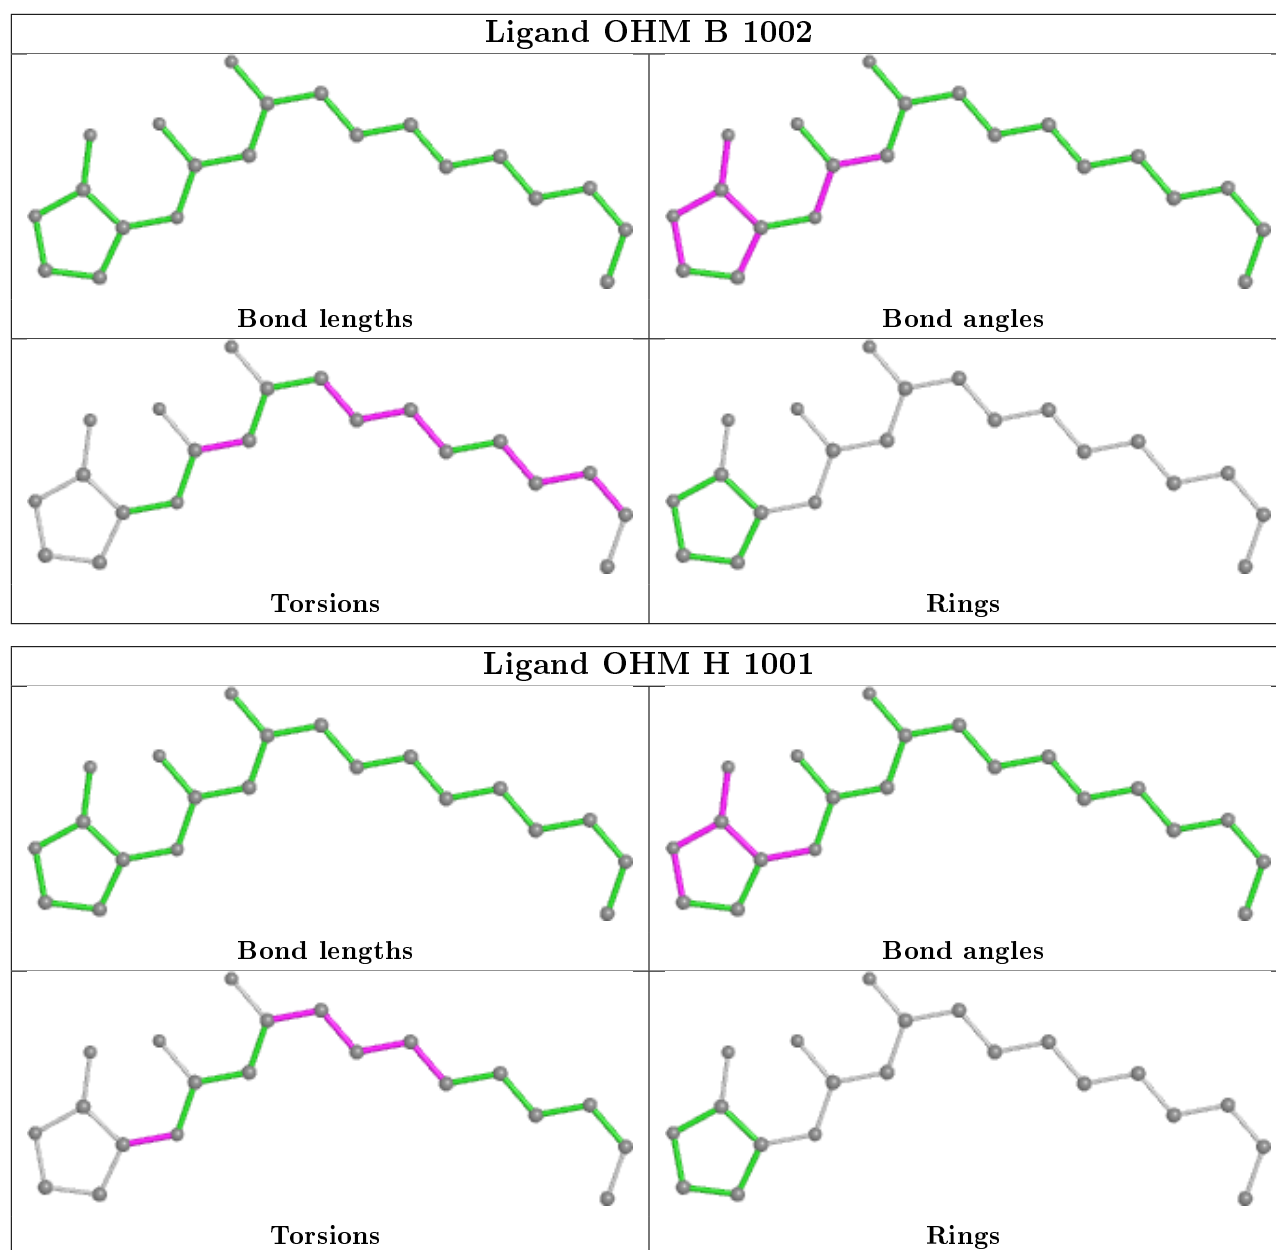 Ligand OHM B 1002
Bond lengths
Bond angles
Torsions
Rings
Ligand OHM H 1001
Bond lengths
Bond angles
Torsions
Rings